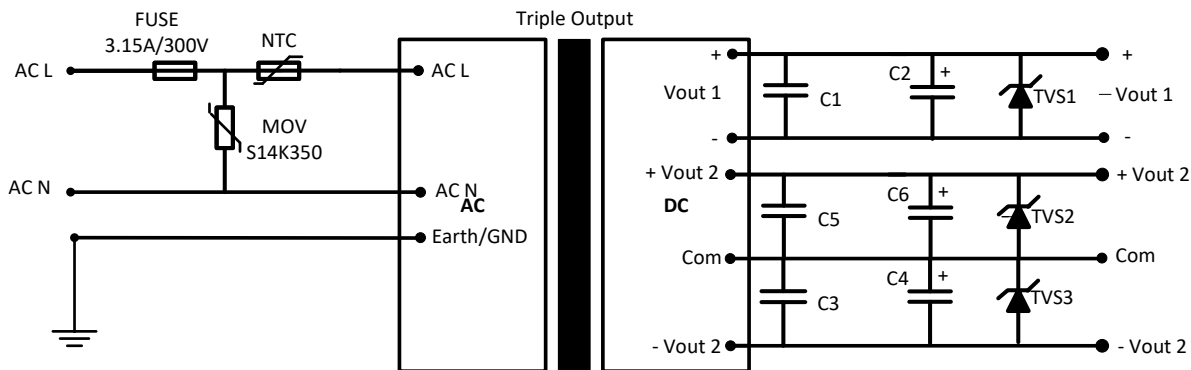 Triple Output
FUSE
3.15A/300V
NTC
AC L
AC L
MOV
S14K350
AC N
AC N
AC
Earth/GND
DC
+
Vout 1
-
C1
C2
+
TVS1
+
Vout 1
-
+ Vout 2
C5
C6
+
TVS2
+ Vout 2
Com
Com
C3
C4
+
TVS3
- Vout 2
- Vout 2